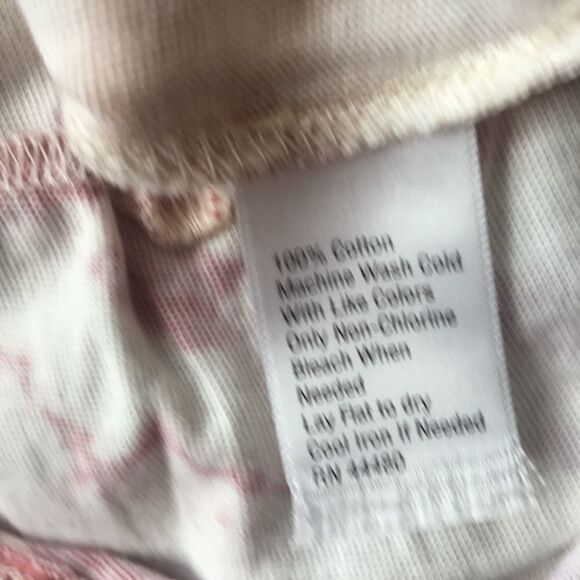 100% Cotton
Machine Wash Cold
With Like Colors
Only Non-Chlorine
Bleach When
Needed
Lay Flat to dry
Cool Iron If Needed
RN 44480